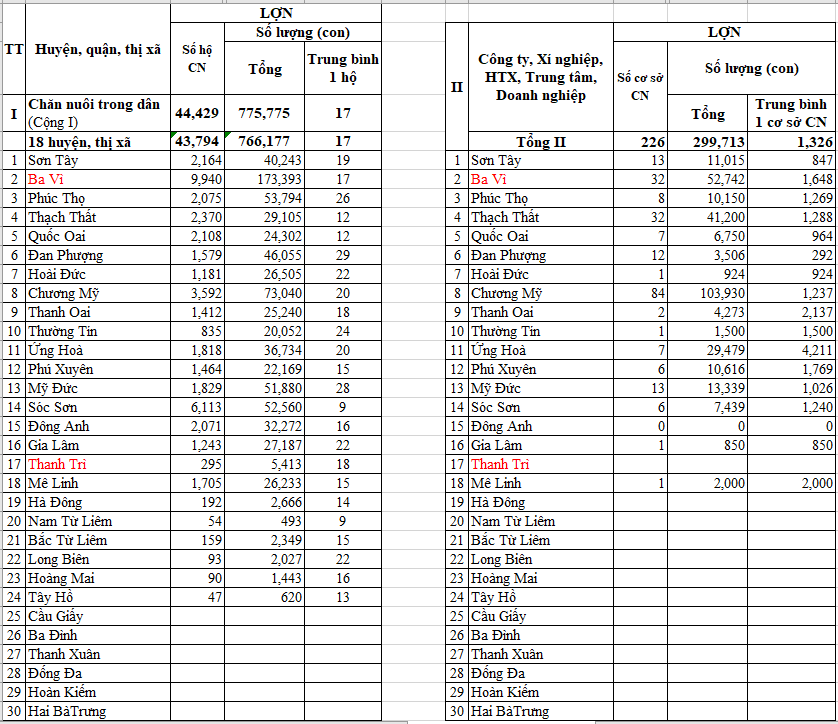 LỢN
TT Huyện, quận, thị xã Số hộ CN Số lượng (con)
Tổng Trung bình 1 hộ
I Chăn nuôi trong dân (Cộng I) 44,429 775,775 17
18 huyện, thị xã 43,794 766,177 17
1 Sơn Tây 2,164 40,243 19
2 Ba Vì 9,940 173,393 17
3 Phúc Thọ 2,075 53,794 26
4 Thạch Thất 2,370 29,105 12
5 Quốc Oai 2,108 24,302 12
6 Đan Phượng 1,579 46,055 29
7 Hoài Đức 1,181 26,505 22
8 Chương Mỹ 3,592 73,040 20
9 Thanh Oai 1,412 25,240 18
10 Thường Tín 835 20,052 24
11 Ứng Hoà 1,818 36,734 20
12 Phú Xuyên 1,464 22,169 15
13 Mỹ Đức 1,829 51,880 28
14 Sóc Sơn 6,113 52,560 9
15 Đông Anh 2,071 32,272 16
16 Gia Lâm 1,243 27,187 22
17 Thanh Trì 295 5,413 18
18 Mê Linh 1,705 26,233 15
19 Hà Đông 192 2,666 14
20 Nam Từ Liêm 54 493 9
21 Bắc Từ Liêm 159 2,349 15
22 Long Biên 93 2,027 22
23 Hoàng Mai 90 1,443 16
24 Tây Hồ 47 620 13
25 Cầu Giấy
26 Ba Đình
27 Thanh Xuân
28 Đống Đa
29 Hoàn Kiếm
30 Hai BàTrưng
LỢN
II Công ty, Xí nghiệp, HTX, Trung tâm, Doanh nghiệp Số cơ sở CN Số lượng (con)
Tổng Trung bình 1 cơ sở CN
Tổng II 226 299,713 1,326
1 Sơn Tây 13 11,015 847
2 Ba Vì 32 52,742 1,648
3 Phúc Thọ 8 10,150 1,269
4 Thạch Thất 32 41,200 1,288
5 Quốc Oai 7 6,750 964
6 Đan Phượng 12 3,506 292
7 Hoài Đức 1 924 924
8 Chương Mỹ 84 103,930 1,237
9 Thanh Oai 2 4,273 2,137
10 Thường Tín 1 1,500 1,500
11 Ứng Hoà 7 29,479 4,211
12 Phú Xuyên 6 10,616 1,769
13 Mỹ Đức 13 13,339 1,026
14 Sóc Sơn 6 7,439 1,240
15 Đông Anh 0 0 0
16 Gia Lâm 1 850 850
17 Thanh Trì
18 Mê Linh 1 2,000 2,000
19 Hà Đông
20 Nam Từ Liêm
21 Bắc Từ Liêm
22 Long Biên
23 Hoàng Mai
24 Tây Hồ
25 Cầu Giấy
26 Ba Đình
27 Thanh Xuân
28 Đống Đa
29 Hoàn Kiếm
30 Hai BàTrưng